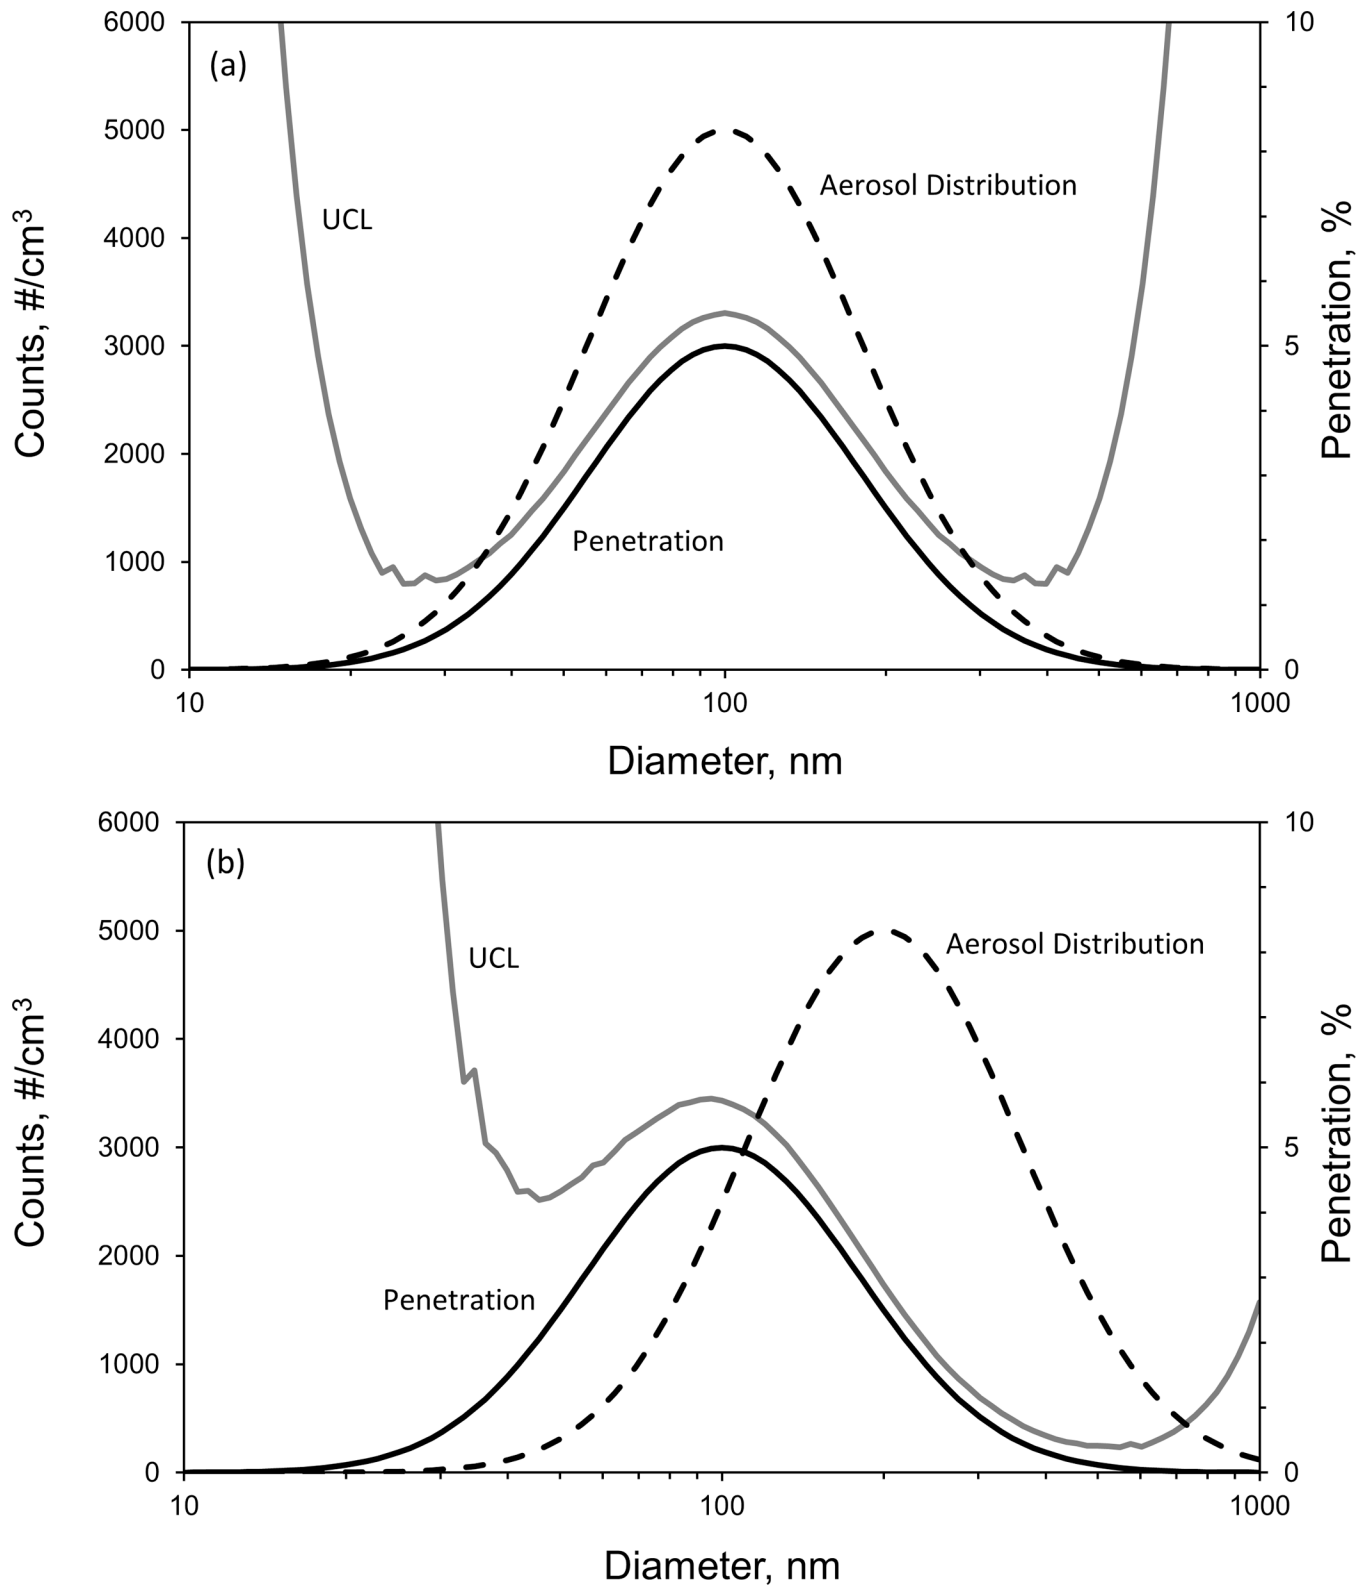 6000
10
(a)
5000
Aerosol Distribution
UCL
4000
Counts, #/cm³
Penetration, %
3000
5
2000
Penetration
1000
0
0
10
100
1000
Diameter, nm
6000
10
(b)
5000
Aerosol Distribution
UCL
4000
Counts, #/cm³
Penetration, %
3000
5
2000
Penetration
1000
0
0
10
100
1000
Diameter, nm